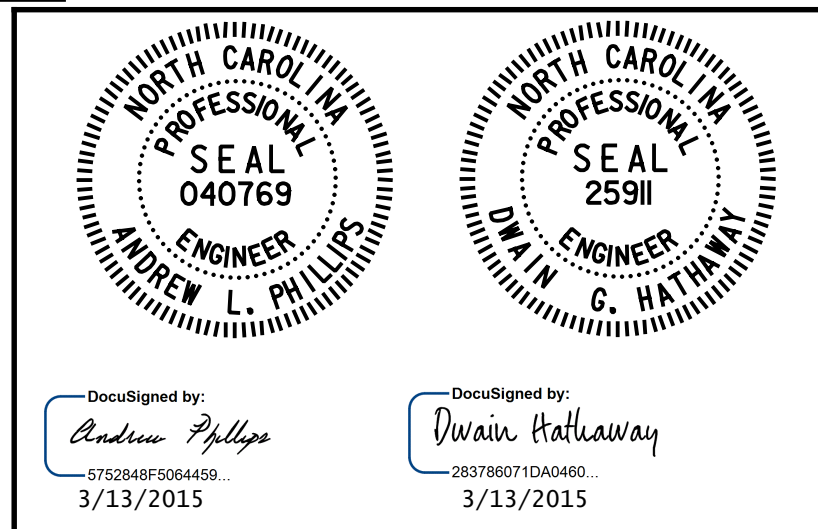 NORTH CAROLINA
PROFESSIONAL
SEAL
040769
ENGINEER
ANDREW L. PHILLIPS
NORTH CAROLINA
PROFESSIONAL
SEAL
25911
ENGINEER
DWAIN G. HATHAWAY
DocuSigned by:
Andrew Phillips
5752848F5064459...
3/13/2015
DocuSigned by:
Dwain Hathaway
283786071DA0460...
3/13/2015